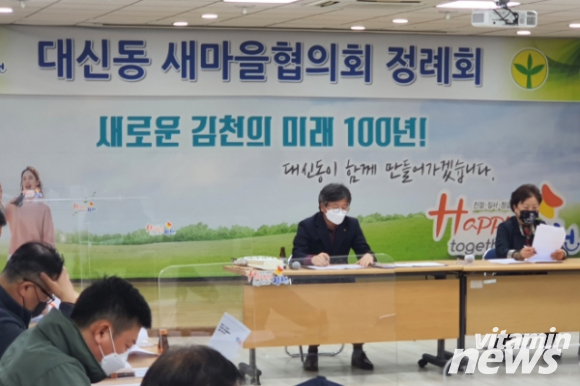 대신동 새마을협의회 정례회
새로운 김천의 미래 100년!
대신동이 함께 만들어가겠습니다.
Happy
together
vitamin
news